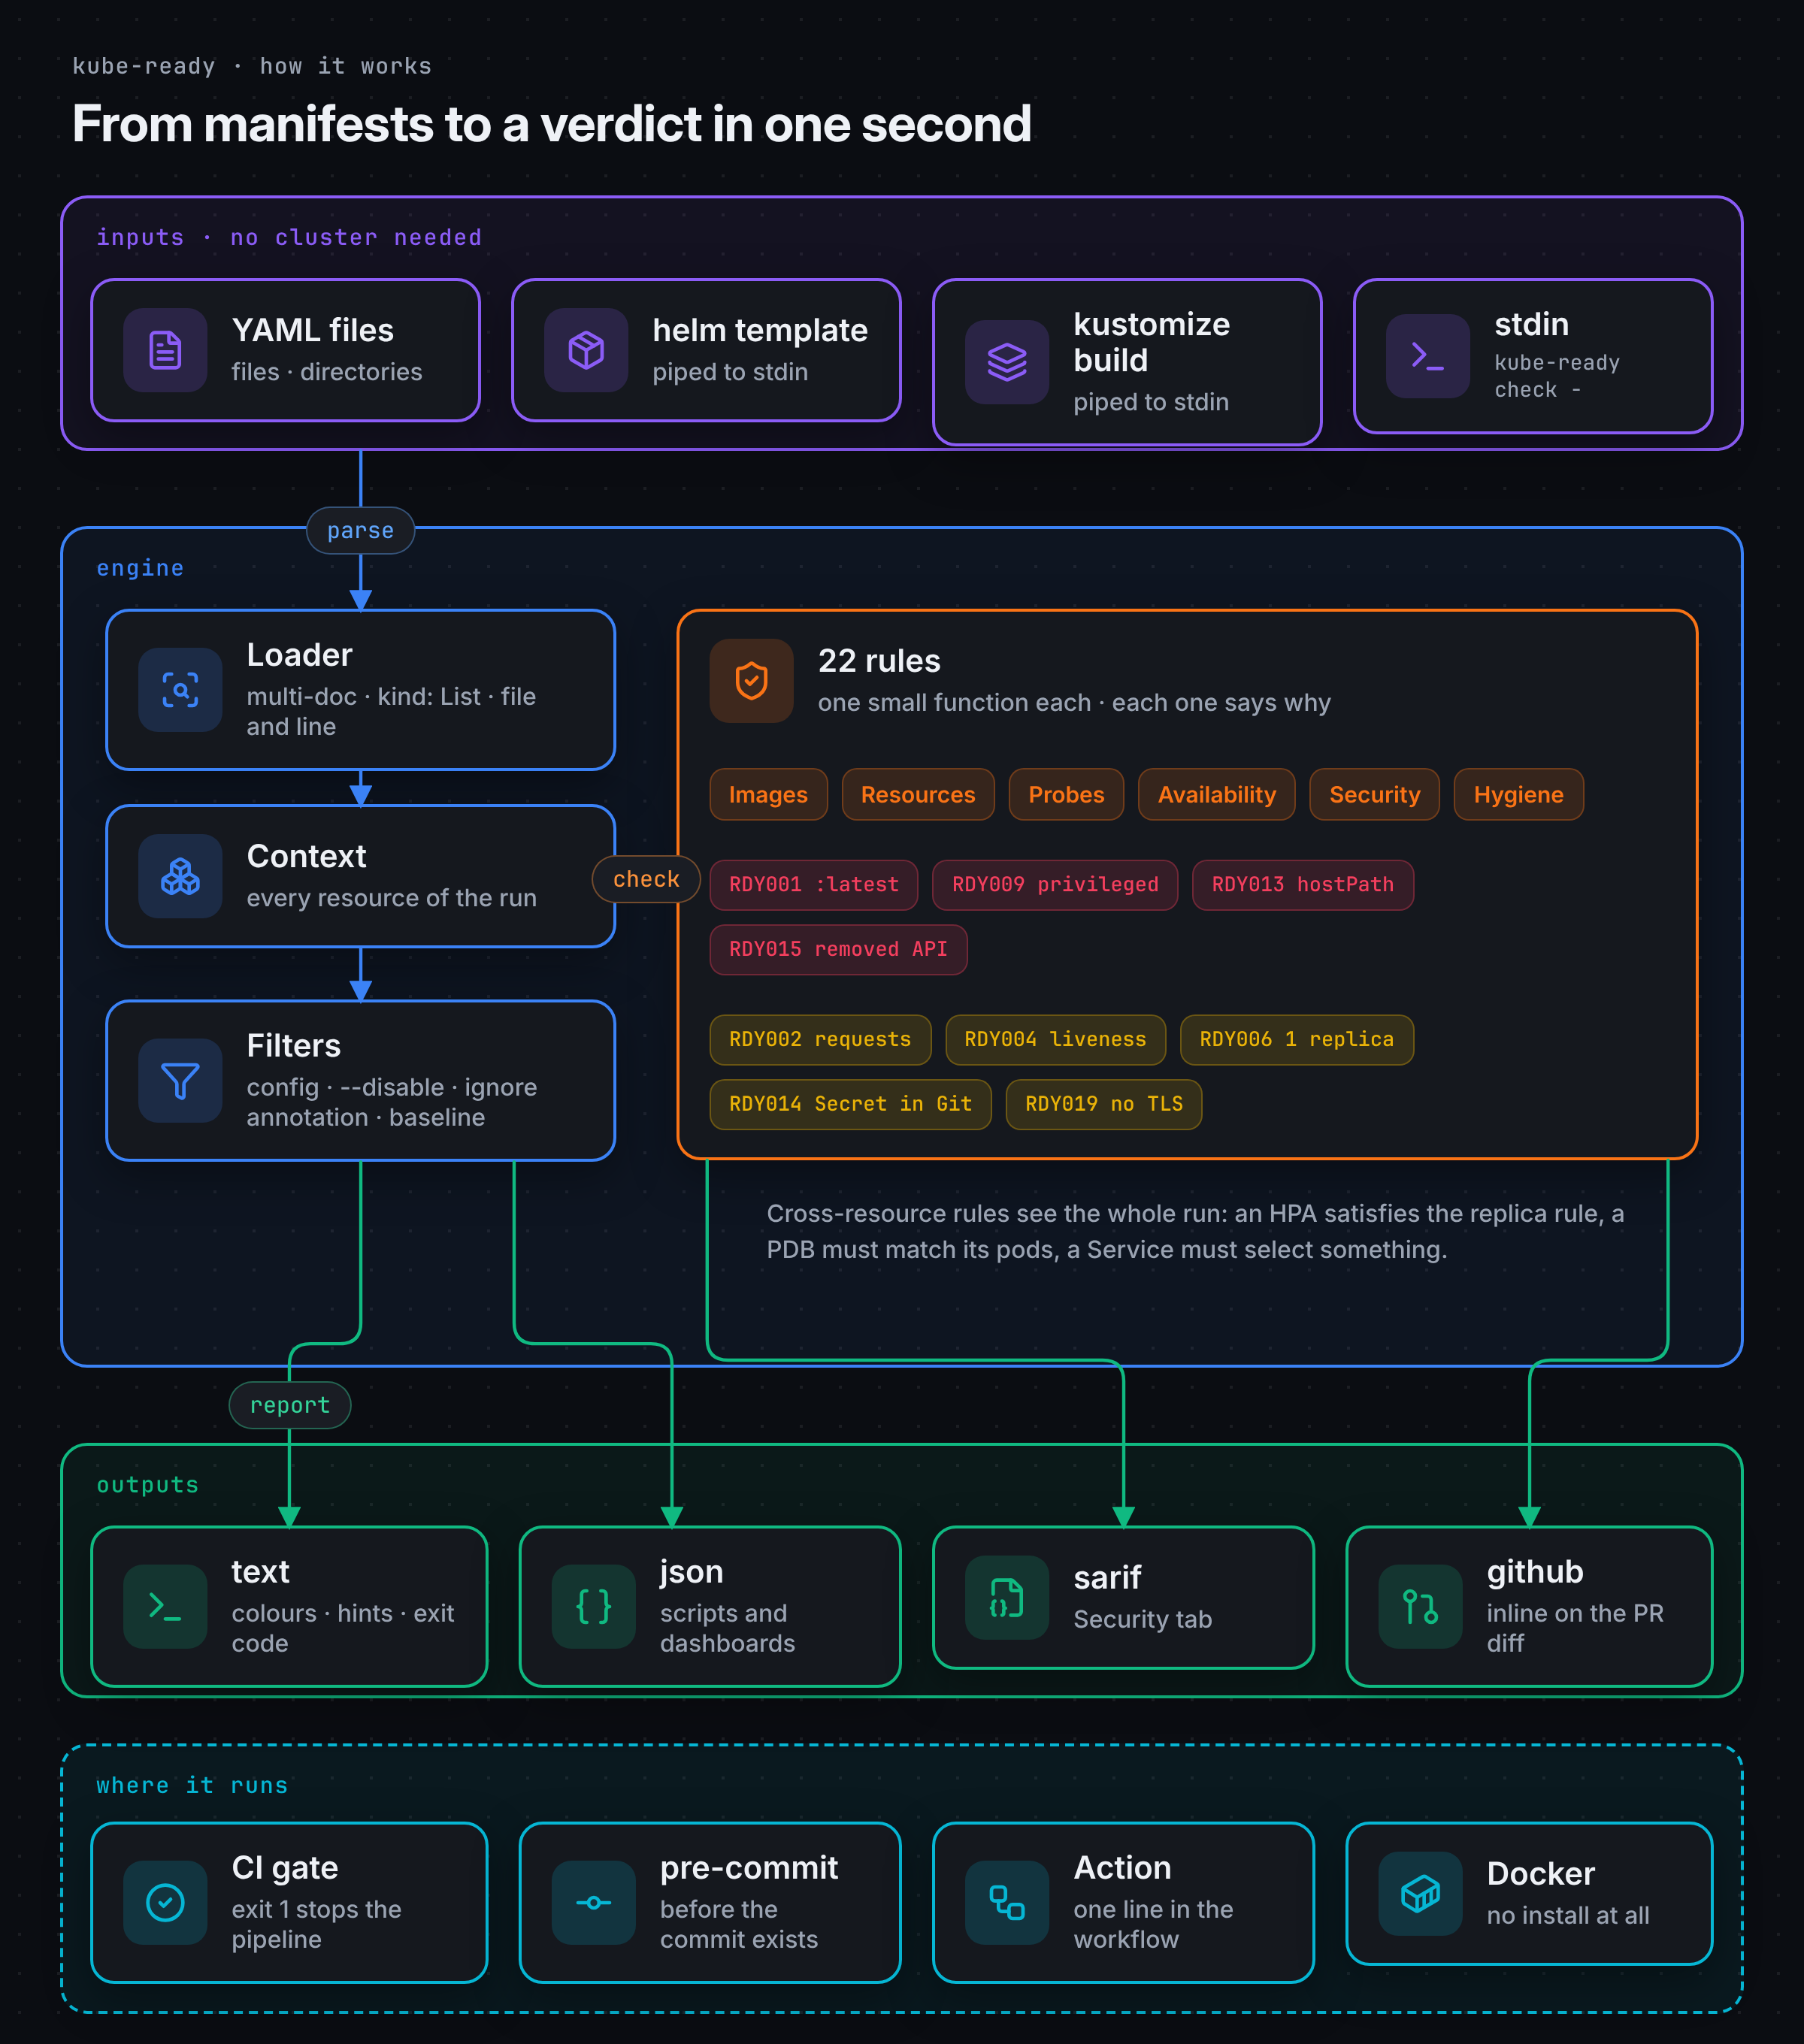 kube-ready · how it works
From manifests to a verdict in one second
inputs · no cluster needed
YAML files
files · directories
helm template
piped to stdin
kustomize
build
piped to stdin
stdin
kube-ready
check -
parse
engine
Loader
multi-doc · kind: List · file
and line
Context
every resource of the run
Filters
config · --disable · ignore
annotation · baseline
check
22 rules
one small function each · each one says why
Images Resources Probes Availability Security Hygiene
RDY001 :latest RDY009 privileged RDY013 hostPath
RDY015 removed API
RDY002 requests RDY004 liveness RDY006 1 replica
RDY014 Secret in Git RDY019 no TLS
Cross-resource rules see the whole run: an HPA satisfies the replica rule, a
PDB must match its pods, a Service must select something.
report
outputs
text
colours · hints · exit
code
json
scripts and
dashboards
sarif
Security tab
github
inline on the PR
diff
where it runs
CI gate
exit 1 stops the
pipeline
pre-commit
before the
commit exists
Action
one line in the
workflow
Docker
no install at all